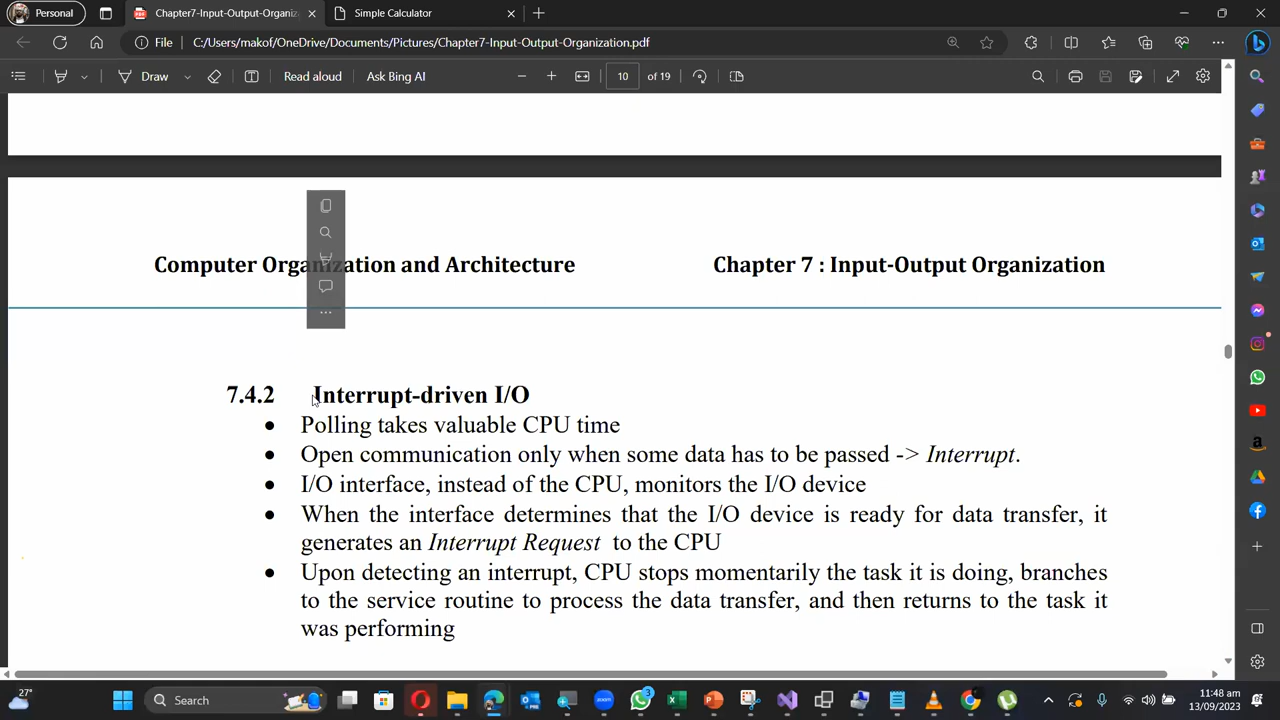 Personal
Chapter7-Input-Output-Organiz
Simple Calculator
File
C:/Users/makof/OneDrive/Documents/Pictures/Chapter7-Input-Output-Organization.pdf
Draw
Read aloud
Ask Bing AI
10
of 19
Computer Organization and Architecture
Chapter 7 : Input-Output Organization
7.4.2 Interrupt-driven I/O
• Polling takes valuable CPU time
• Open communication only when some data has to be passed -> Interrupt.
• I/O interface, instead of the CPU, monitors the I/O device
• When the interface determines that the I/O device is ready for data transfer, it
generates an Interrupt Request to the CPU
• Upon detecting an interrupt, CPU stops momentarily the task it is doing, branches
to the service routine to process the data transfer, and then returns to the task it
was performing
27°
Search
3
11:48 am
13/09/2023